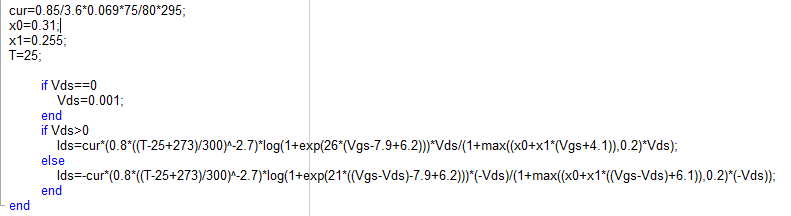 cur=0.85/3.6*0.069*75/80*295;
x0=0.31;
x1=0.255;
T=25;
if Vds==0
Vds=0.001;
end
if Vds>0
Ids=cur*(0.8*((T-25+273)/300)^-2.7)*log(1+exp(26*(Vgs-7.9+6.2)))*Vds/(1+max((x0+x1*(Vgs+4.1)),0.2)*Vds);
else
Ids=-cur*(0.8*((T-25+273)/300)^-2.7)*log(1+exp(21*((Vgs-Vds)-7.9+6.2)))*(-Vds)/(1+max((x0+x1*((Vgs-Vds)+6.1)),0.2)*(-Vds));
end
end